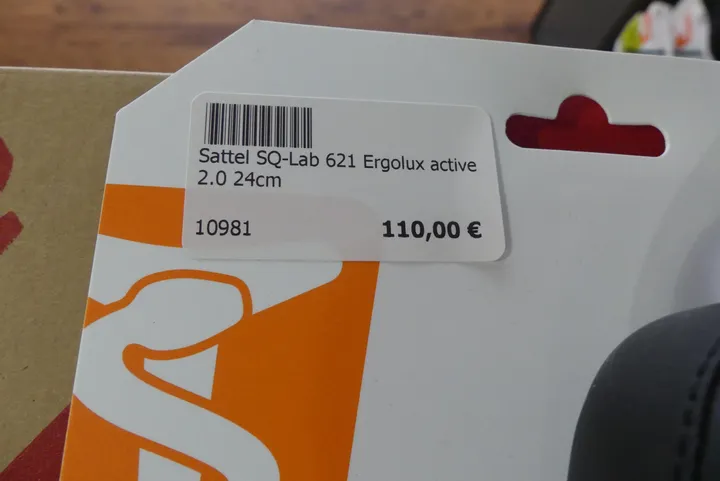 Sattel SQ-Lab 621 Ergolux active
2.0 24cm
10981 110,00 €